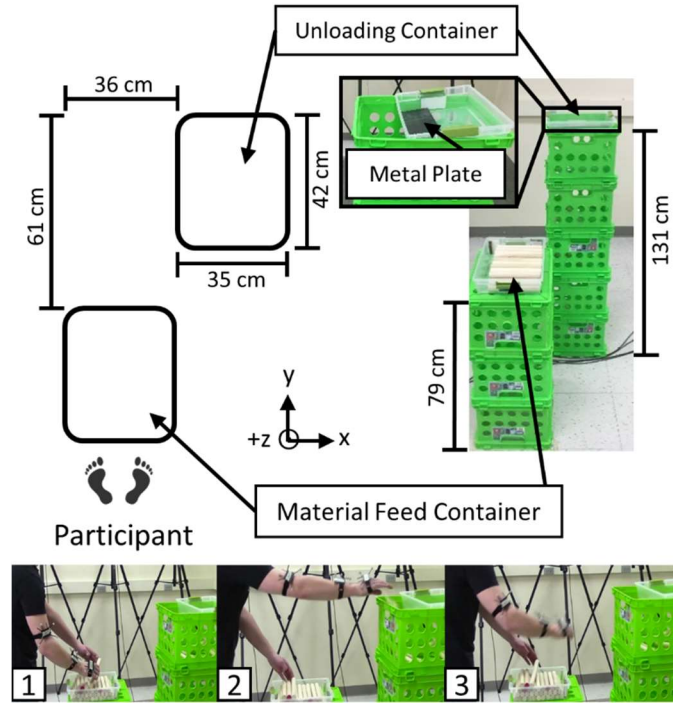 Unloading Container
36 cm
61 cm
42 cm
35 cm
Metal Plate
131 cm
79 cm
y
+z
x
Material Feed Container
Participant
1
2
3